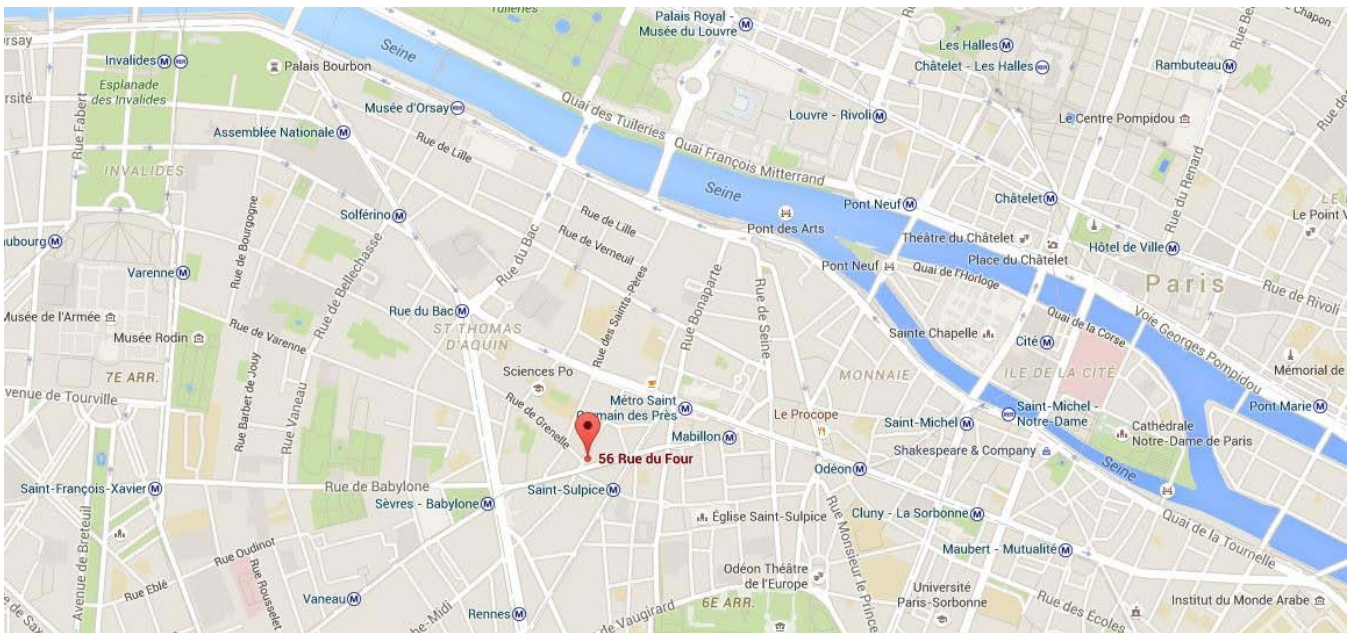 Tuileries
Palais Royal -
Musée du Louvre
Les Halles
Châtelet - Les Halles
Rambuteau
Rue Chapon
Orsay
Invalides
Palais Bourbon
Seine
Esplanade
des Invalides
Musée d'Orsay
Quai des Tuileries
Louvre - Rivoli
Le Centre Pompidou
Rue Fabert
Assemblée Nationale
Rue de Lille
Quai François Mitterrand
INVALIDES
Seine
Rue du Renard
Solférino
Rue de Lille
Pont des Arts
Pont Neuf
Châtelet
Le Point V
Rue de Bourgogne
Rue de Bellechasse
Rue du Bac
Rue de Verneuil
Théâtre du Châtelet
Place du Châtelet
Hôtel de Ville
Varenne
Pont Neuf
Quai de l'Horloge
Paris
Rue de Rivoli
Musée de l'Armée
Rue du Bac
Rue des Saints-Pères
Rue Bonaparte
Rue de Seine
Quai de la Corse
Voie Georges Pompidou
Musée Rodin
Rue de Varenne
ST THOMAS
D'AQUIN
Sainte Chapelle
Cité
7E ARR.
Sciences Po
MONNAIE
ILE DE LA CITÉ
Mémorial de
venue de Tourville
Rue Barbet de Jouy
Rue Vaneau
Rue de Grenelle
Métro Saint
Germain des Prés
Le Procope
Saint-Michel -
Notre-Dame
Pont Marie
Mabillon
Saint-Michel
Cathédrale
Notre-Dame de Paris
56 Rue du Four
Shakespeare & Company
Odéon
Seine
Saint-François-Xavier
Rue de Babylone
Saint-Sulpice
Sèvres - Babylone
Église Saint-Sulpice
Cluny - La Sorbonne
Quai de la Tournelle
Avenue de Breteuil
Rue Oudinot
Rue Monsieur le Prince
Maubert - Mutualité
Rue Eblé
Rue Rousselet
Odéon Théâtre
de l'Europe
Université
Paris-Sorbonne
Vaneau
Rennes
de Vaugirard
6E ARR.
Rue des Écoles
Institut du Monde Arabe